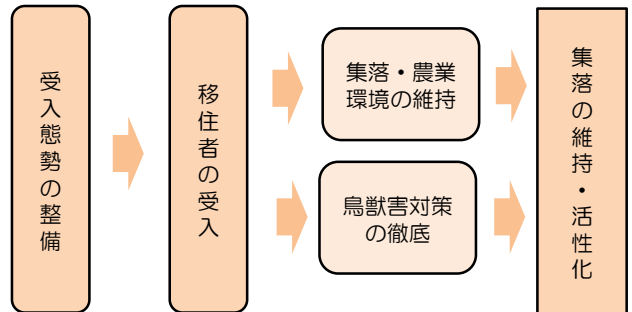 受入態勢の整備
移住者の受入
集落・農業
環境の維持
鳥獣害対策
の徹底
集落の維持・活性化